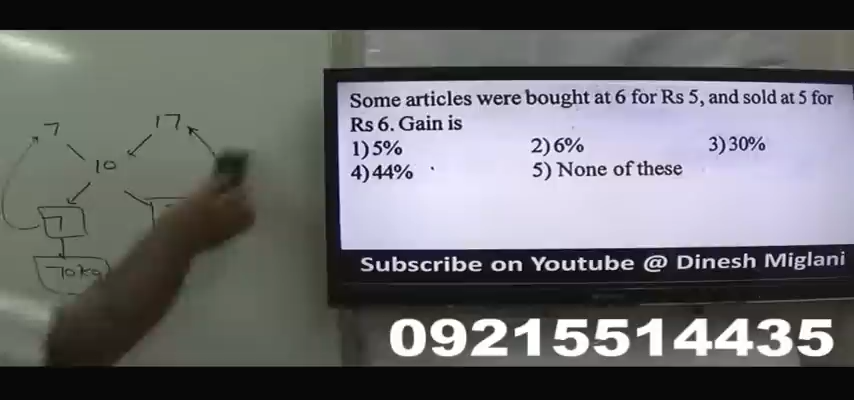 7 17
10
7
70kg
Some articles were bought at 6 for Rs 5, and sold at 5 for
Rs 6. Gain is
1) 5% 2) 6% 3) 30%
4) 44% 5) None of these
Subscribe on Youtube @ Dinesh Miglani
09215514435